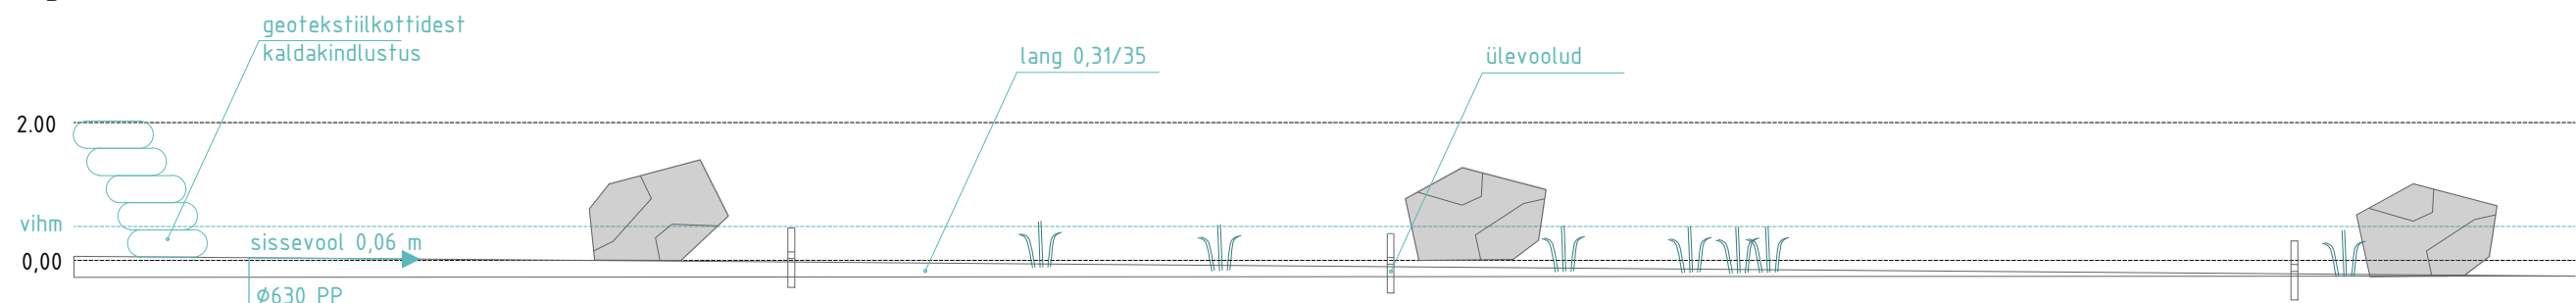 geotekstiilkottidest
kaldakindlustus
lang 0,31/35
ülevoolud
2.00
vihm
sissevool 0,06 m
0,00
Ø630 PP